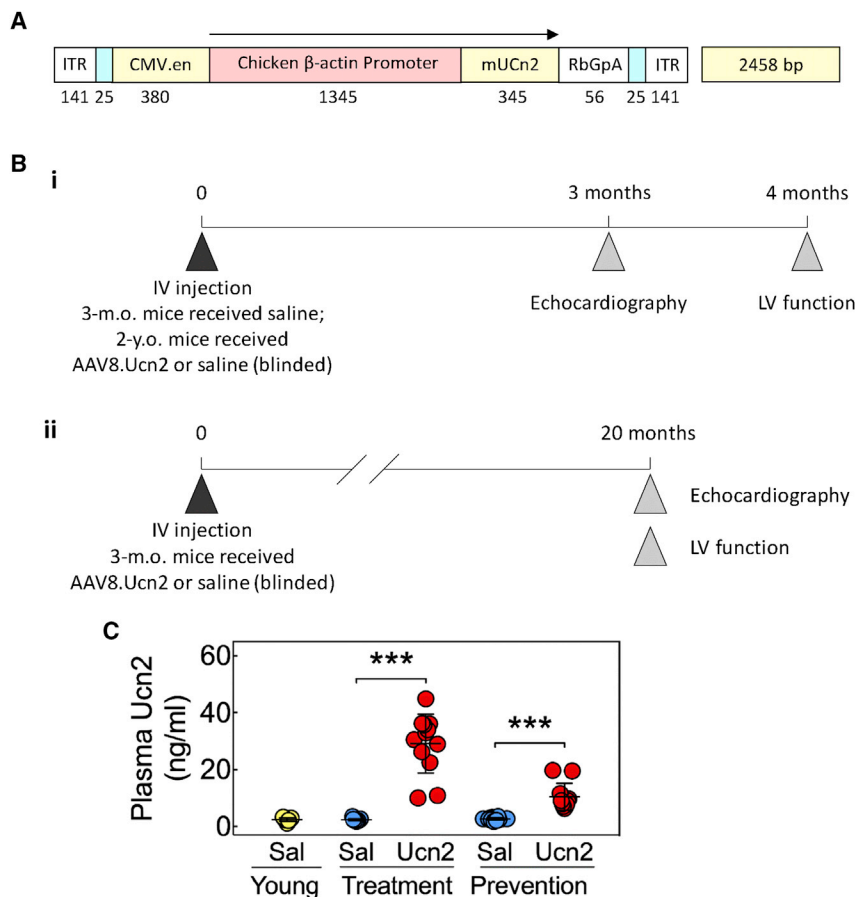 A
ITR CMV.en Chicken β-actin Promoter mUCn2 RbGpA ITR 2458 bp
141 25 380 1345 345 56 25 141
B
i
0 3 months 4 months
IV injection Echocardiography LV function
3-m.o. mice received saline;
2-y.o. mice received
AAV8.Ucn2 or saline (blinded)
ii
0 20 months
Echocardiography
IV injection
3-m.o. mice received LV function
AAV8.Ucn2 or saline (blinded)
C
Plasma Ucn2
(ng/ml)
60
40
20
0
***
***
Sal Sal Ucn2 Sal Ucn2
Young Treatment Prevention